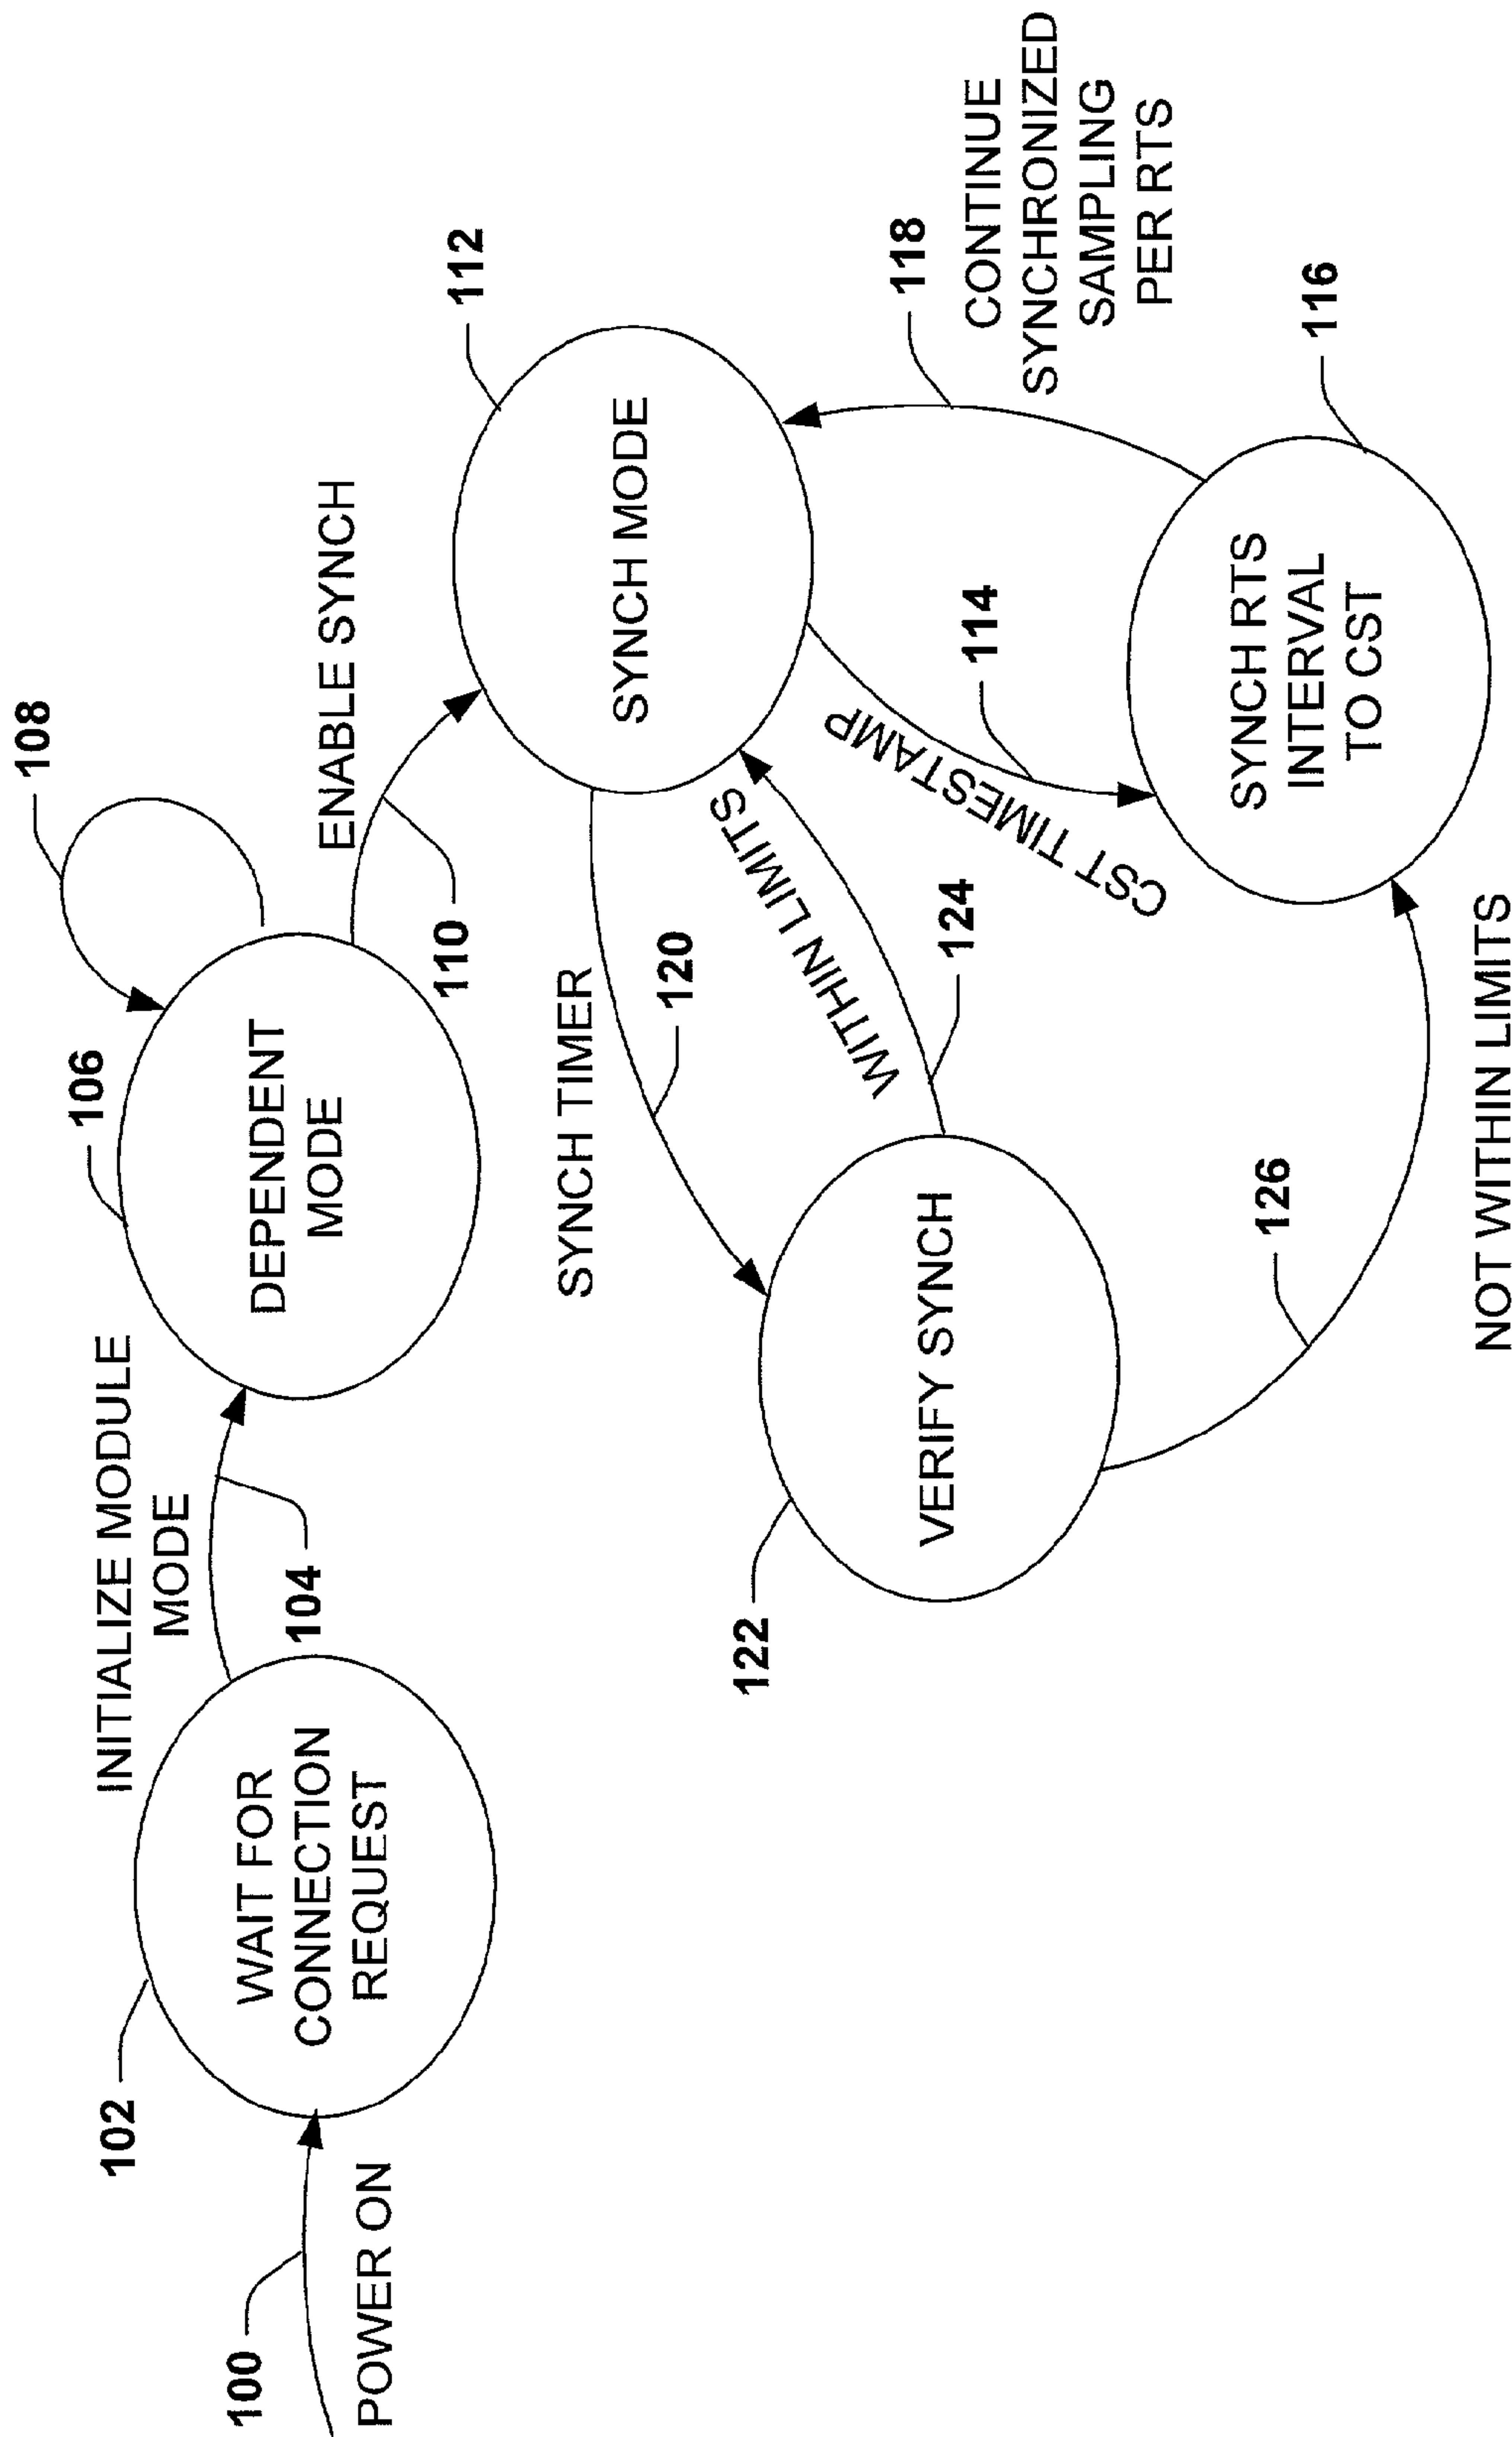 108
INITIALIZE MODULE
MODE
106
ENABLE SYNCH
112
102
WAIT FOR
CONNECTION
REQUEST
104
DEPENDENT
MODE
110
SYNCH MODE
118
CONTINUE
SYNCHRONIZED
SAMPLING
PER RTS
100
POWER ON
SYNCH TIMER
120
WITHIN LIMITS
CST TIMESTAMP
114
122
VERIFY SYNCH
124
SYNCH RTS
INTERVAL
TO CST
116
126
NOT WITHIN LIMITS